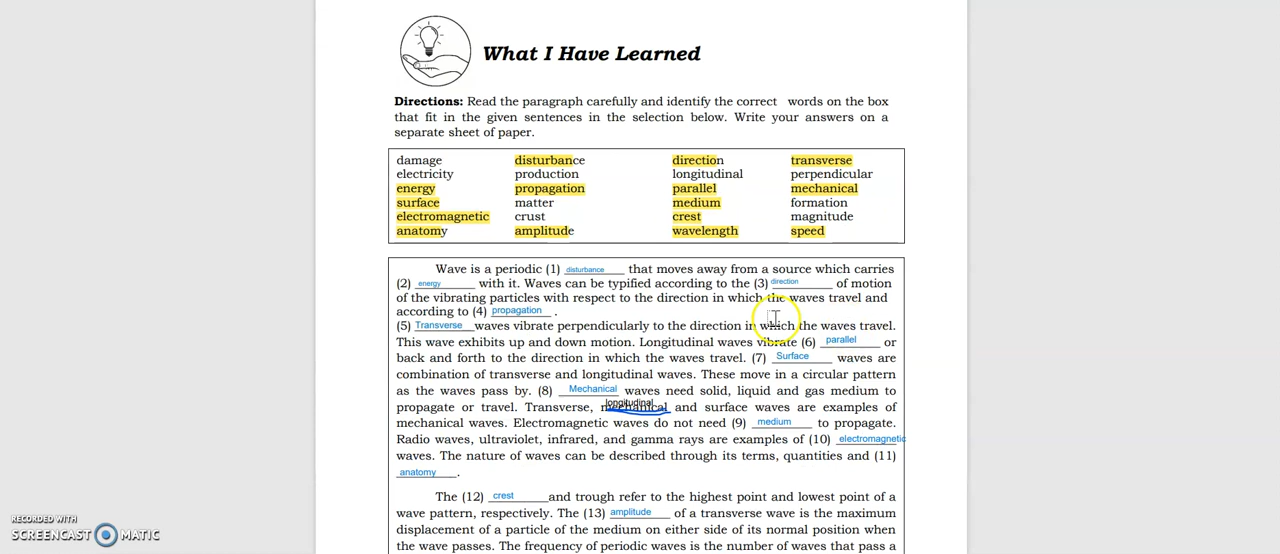 What I Have Learned
Directions: Read the paragraph carefully and identify the correct words on the box
that fit in the given sentences in the selection below. Write your answers on a
separate sheet of paper.
damage disturbance direction transverse
electricity production longitudinal perpendicular
energy propagation parallel mechanical
surface matter medium formation
electromagnetic crust crest magnitude
anatomy amplitude wavelength speed
Wave is a periodic (1) disturbance that moves away from a source which carries
(2) energy with it. Waves can be typified according to the (3) direction of motion
of the vibrating particles with respect to the direction in which the waves travel and
according to (4) propagation .
(5) Transverse waves vibrate perpendicularly to the direction in which the waves travel.
This wave exhibits up and down motion. Longitudinal waves vibrate (6) parallel or
back and forth to the direction in which the waves travel. (7) Surface waves are
combination of transverse and longitudinal waves. These move in a circular pattern
as the waves pass by. (8) Mechanical waves need solid, liquid and gas medium to
longitudinal
propagate or travel. Transverse, mechanical and surface waves are examples of
mechanical waves. Electromagnetic waves do not need (9) medium to propagate.
Radio waves, ultraviolet, infrared, and gamma rays are examples of (10) electromagnetic
waves. The nature of waves can be described through its terms, quantities and (11)
anatomy .
The (12) crest and trough refer to the highest point and lowest point of a
wave pattern, respectively. The (13) amplitude of a transverse wave is the maximum
displacement of a particle of the medium on either side of its normal position when
the wave passes. The frequency of periodic waves is the number of waves that pass a
RECORDED WITH
SCREENCAST MATIC